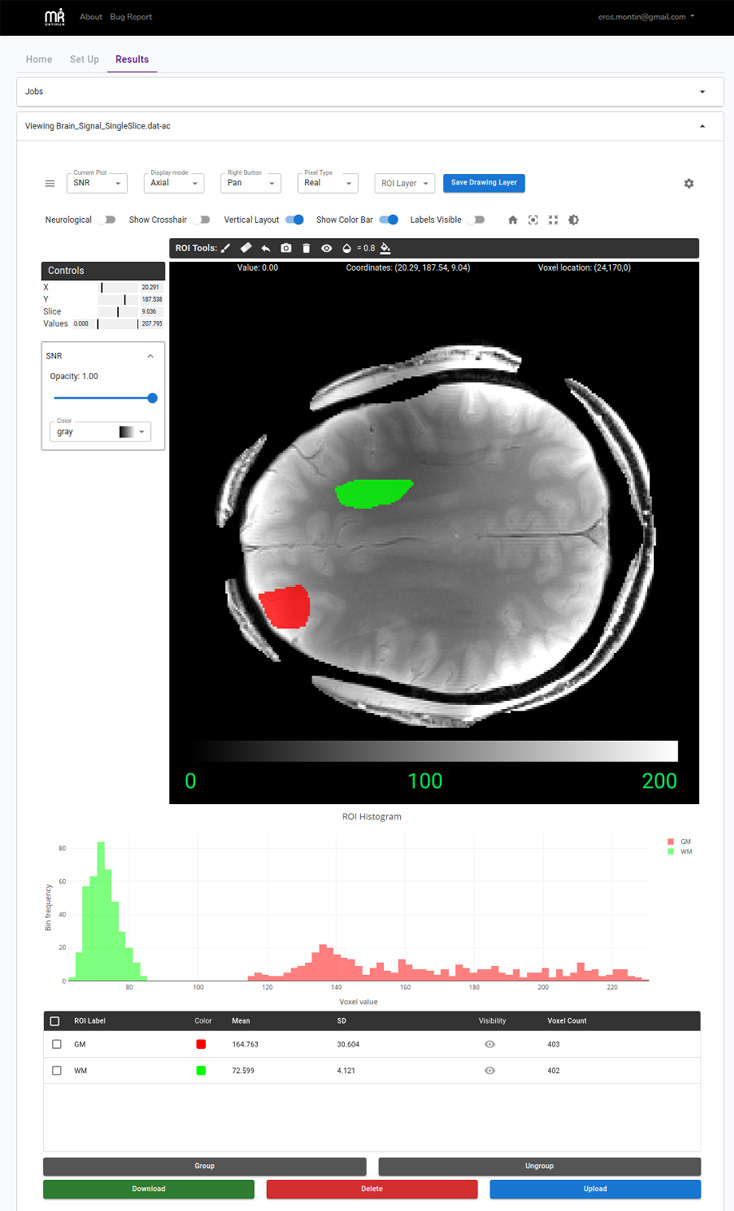 MR OPTIMUM About Bug Report eros.montin@gmail.com
Home Set Up Results
Jobs
Viewing Brain_Signal_SingleSlice.dat-ac
Current Plot Display mode Right Button Pan Pixel Type
SNR Axial Pan Real ROI Layer Save Drawing Layer
Neurological Show Crosshair Vertical Layout Show Color Bar Labels Visible
ROI Tools: = 0.8
Controls
Value: 0.00 Coordinates: (20.29, 187.54, 9.04) Voxel location: (24,170,0)
X 20.291
Y 187.538
Slice 9.036
Values 0.000 207.795
SNR
Opacity: 1.00
Color
gray
0 100 200
ROI Histogram
GM
WM
80
60
40
20
0
Bin frequency
80 100 120 140 160 180 200 220
Voxel value
ROI Label Color Mean SD Visibility Voxel Count
GM 164.763 30.604 403
WM 72.599 4.121 402
Group Ungroup
Download Delete Upload